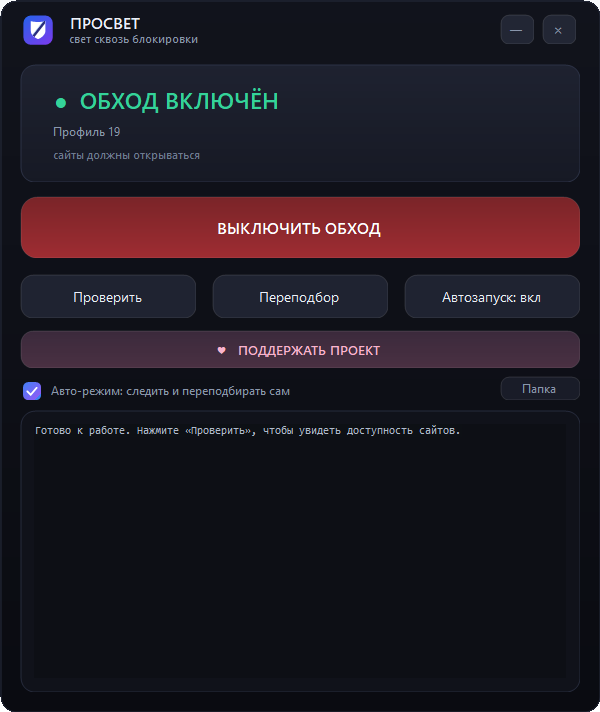 ПРОСВЕТ
свет сквозь блокировки
ОБХОД ВКЛЮЧЁН
Профиль 19
сайты должны открываться
ВЫКЛЮЧИТЬ ОБХОД
Проверить
Переподбор
Автозапуск: вкл
ПОДДЕРЖАТЬ ПРОЕКТ
Авто-режим: следить и переподбирать сам
Папка
Готово к работе. Нажмите «Проверить», чтобы увидеть доступность сайтов.